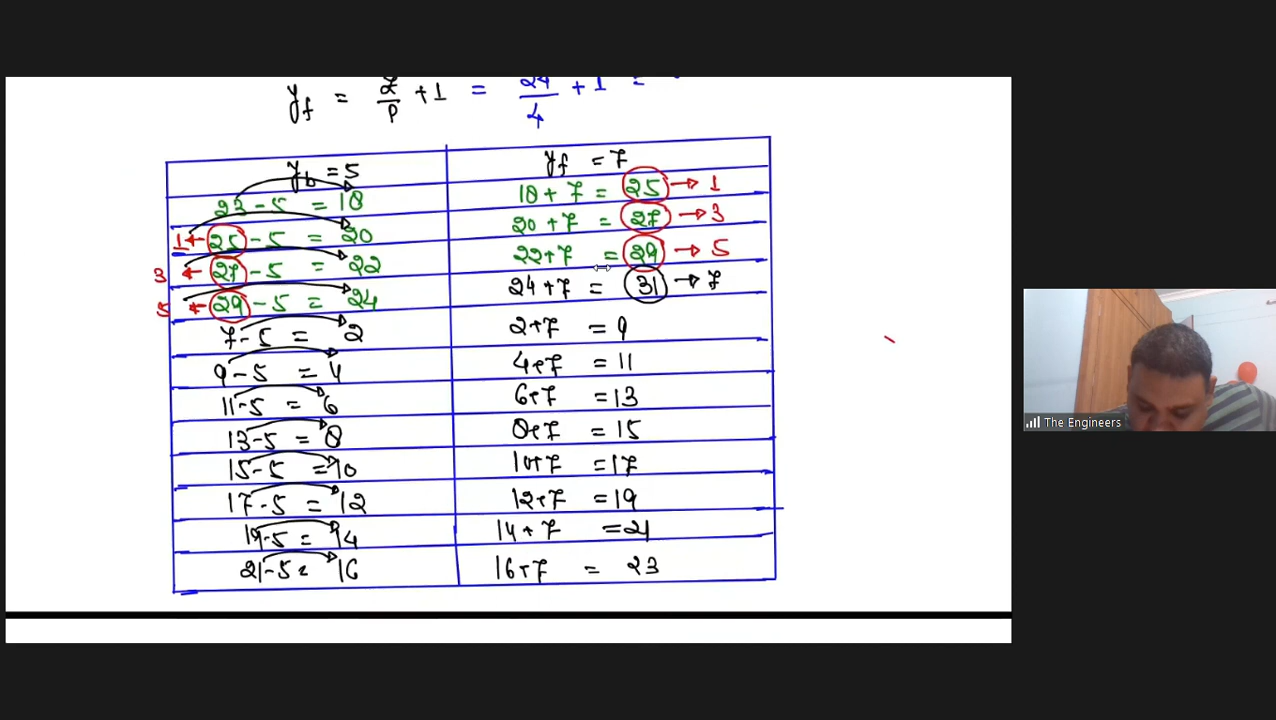 yf = Z/P + 1 = 24/4 + 1 =
yb = 5
yf = 7
23 - 5 = 18
18 + 7 = 25 → 1
1 ← 25 - 5 = 20
20 + 7 = 27 → 3
3 ← 27 - 5 = 22
22 + 7 = 29 → 5
5 ← 29 - 5 = 24
24 + 7 = 31 → 7
7 - 5 = 2
2 + 7 = 9
9 - 5 = 4
4 + 7 = 11
11 - 5 = 6
6 + 7 = 13
13 - 5 = 8
8 + 7 = 15
15 - 5 = 10
10 + 7 = 17
17 - 5 = 12
12 + 7 = 19
19 - 5 = 14
14 + 7 = 21
21 - 5 = 16
16 + 7 = 23
The Engineers